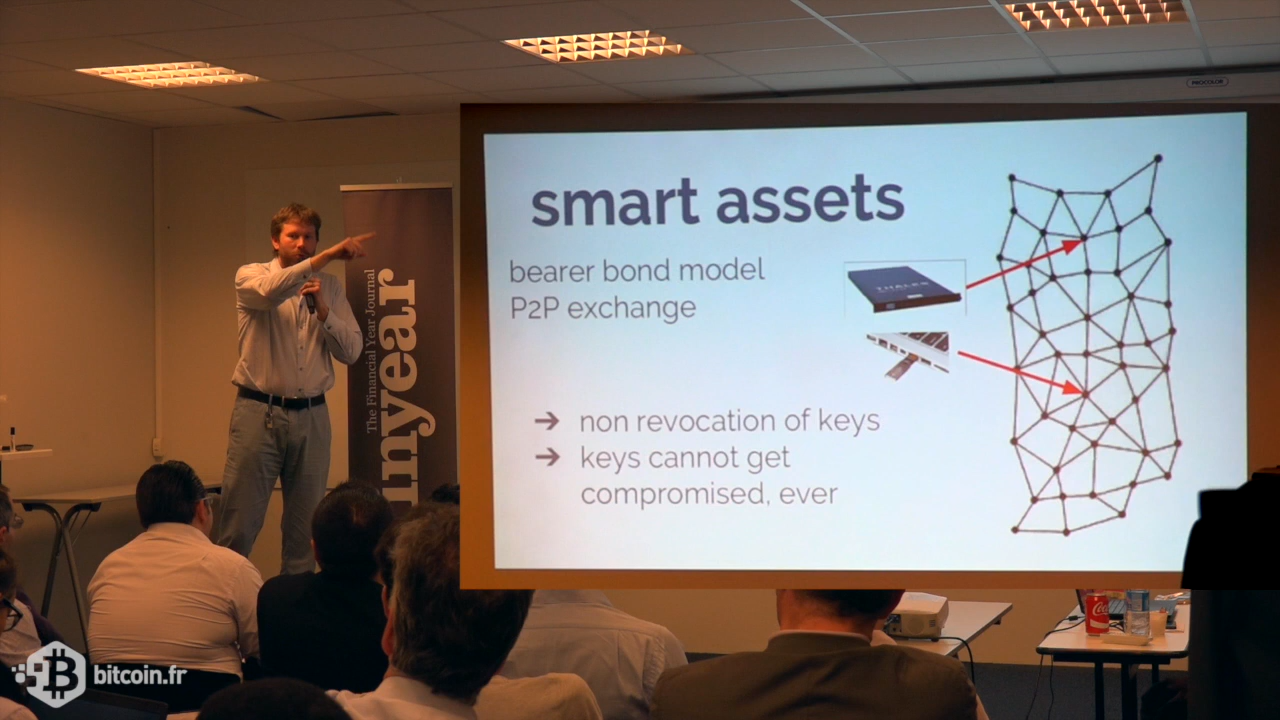 PROCOLOR
smart assets
bearer bond model
P2P exchange
THALES
→ non revocation of keys
→ keys cannot get
compromised, ever
The Financial Year Journal
inyear
bitcoin.fr